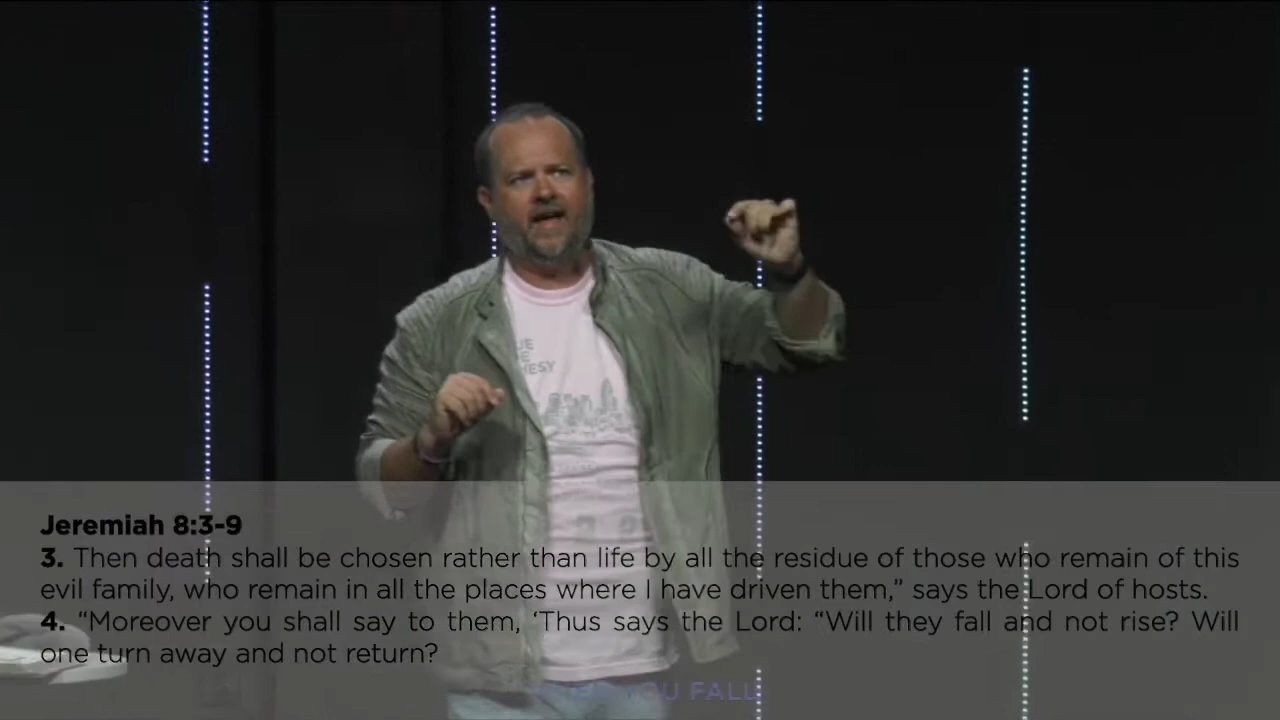 Jeremiah 8:3-9
3. Then death shall be chosen rather than life by all the residue of those who remain of this
evil family, who remain in all the places where I have driven them,” says the Lord of hosts.
4. “Moreover you shall say to them, ‘Thus says the Lord: “Will they fall and not rise? Will
one turn away and not return?
YOU FALL